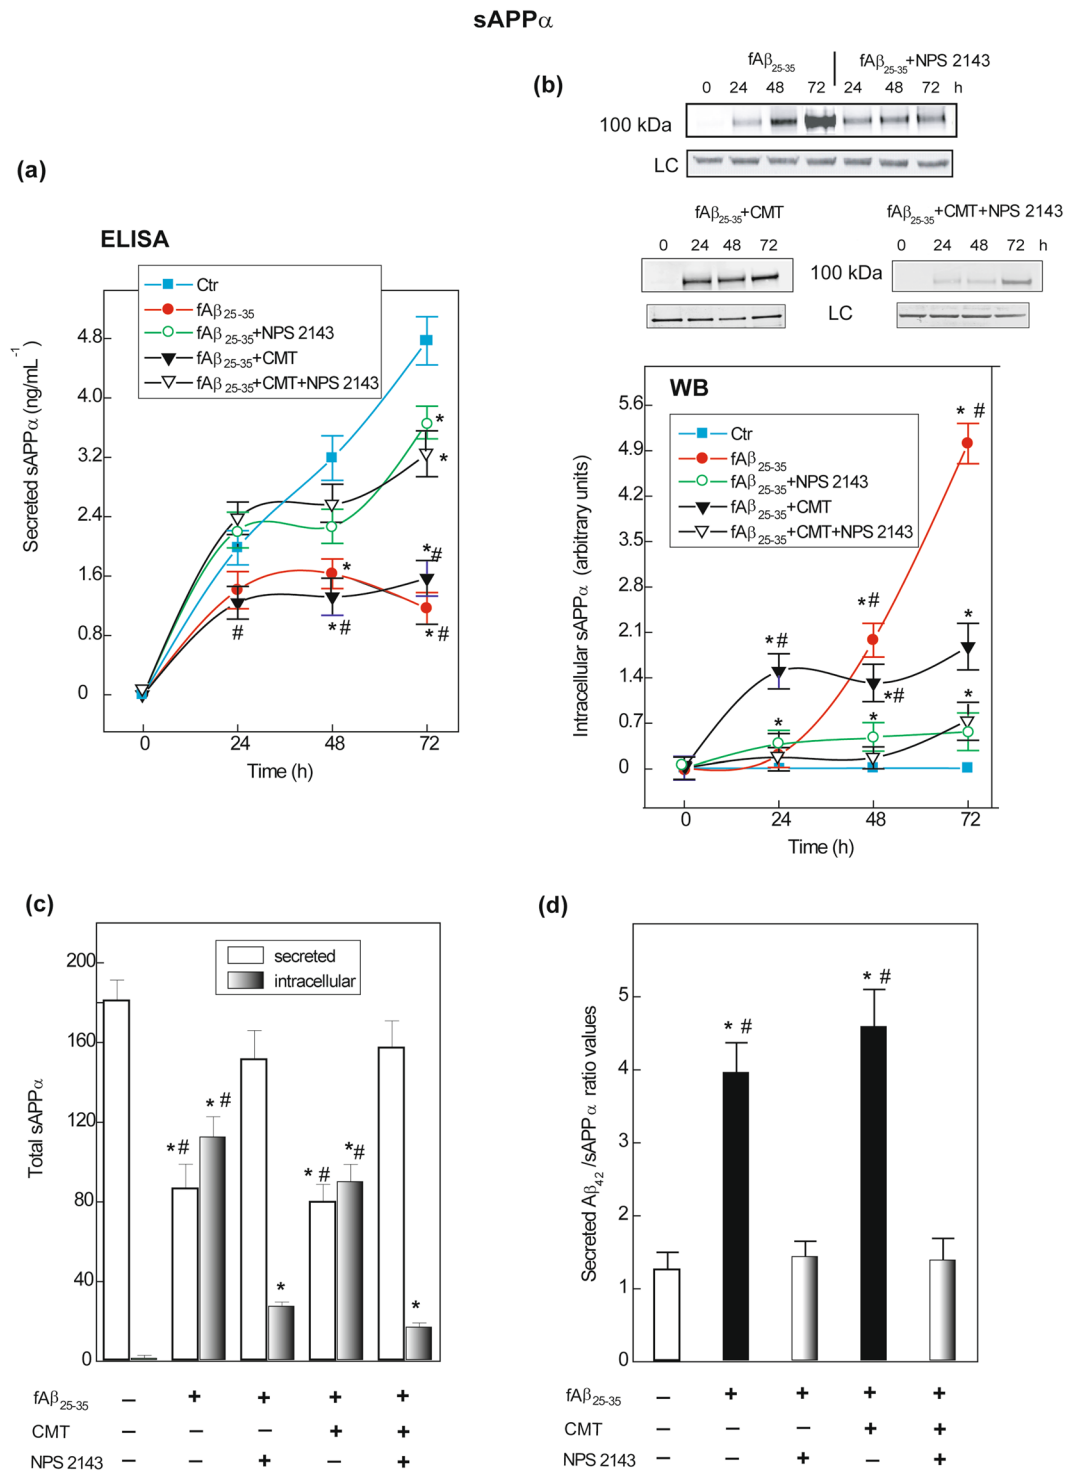 sAPPα
(a)
ELISA
Ctr
fAβ25-35
fAβ25-35+NPS 2143
fAβ25-35+CMT
fAβ25-35+CMT+NPS 2143
Secreted sAPPα (ng/mL-1)
4.8
4.0
3.2
2.4
1.6
0.8
0
*
*
*#
*
#
*#
*#
0 24 48 72
Time (h)
(b)
fAβ25-35 fAβ25-35+NPS 2143
0 24 48 72 24 48 72 h
100 kDa
LC
fAβ25-35+CMT fAβ25-35+CMT+NPS 2143
0 24 48 72 0 24 48 72 h
100 kDa
LC
WB
Ctr
fAβ25-35
fAβ25-35+NPS 2143
fAβ25-35+CMT
fAβ25-35+CMT+NPS 2143
Intracellular sAPPα (arbitrary units)
5.6
4.9
4.2
3.5
2.8
2.1
1.4
0.7
0
* #
*#
*#
*
*#
*
*
*
0 24 48 72
Time (h)
(c)
secreted
intracellular
Total sAPPα
200
160
120
80
40
0
*#
* #
*
* #
*#
*
fAβ25-35 – + + + +
CMT – – – + +
NPS 2143 – – + – +
(d)
Secreted Aβ42/sAPPα ratio values
5
4
3
2
1
0
* #
* #
fAβ25-35 – + + + +
CMT – – – + +
NPS 2143 – – + – +